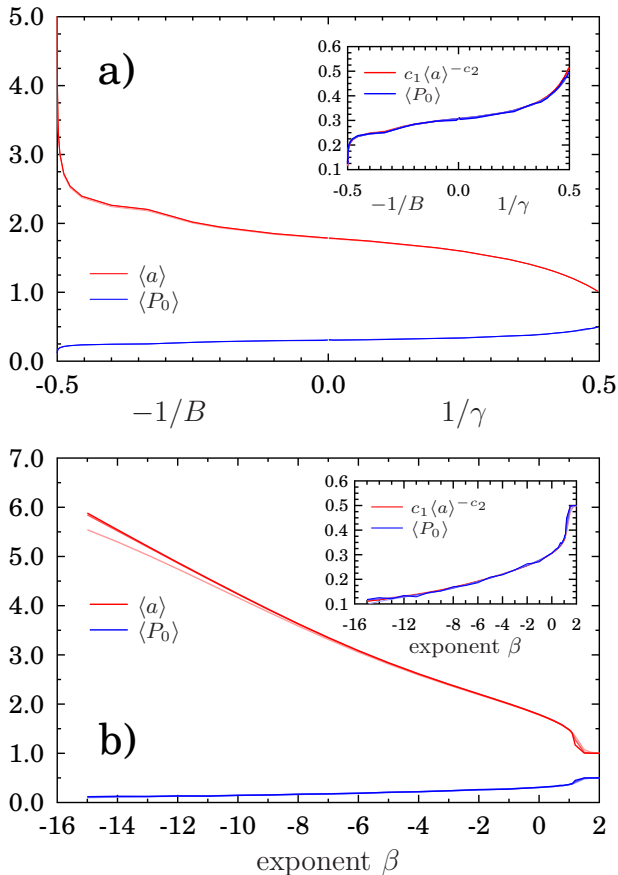 5.0
4.0
3.0
2.0
1.0
0.0
a)
⟨a⟩
⟨P₀⟩
-0.5 0.0 0.5
−1/B 1/γ
0.6
0.5
0.4
0.3
0.2
0.1
c₁⟨a⟩^{−c₂}
⟨P₀⟩
-0.5 0.0 0.5
−1/B 1/γ
7.0
6.0
5.0
4.0
3.0
2.0
1.0
0.0
⟨a⟩
⟨P₀⟩
b)
-16 -14 -12 -10 -8 -6 -4 -2 0 2
exponent β
0.6
0.5
0.4
0.3
0.2
0.1
c₁⟨a⟩^{−c₂}
⟨P₀⟩
-16 -12 -8 -6 -4 -2 0 2
exponent β